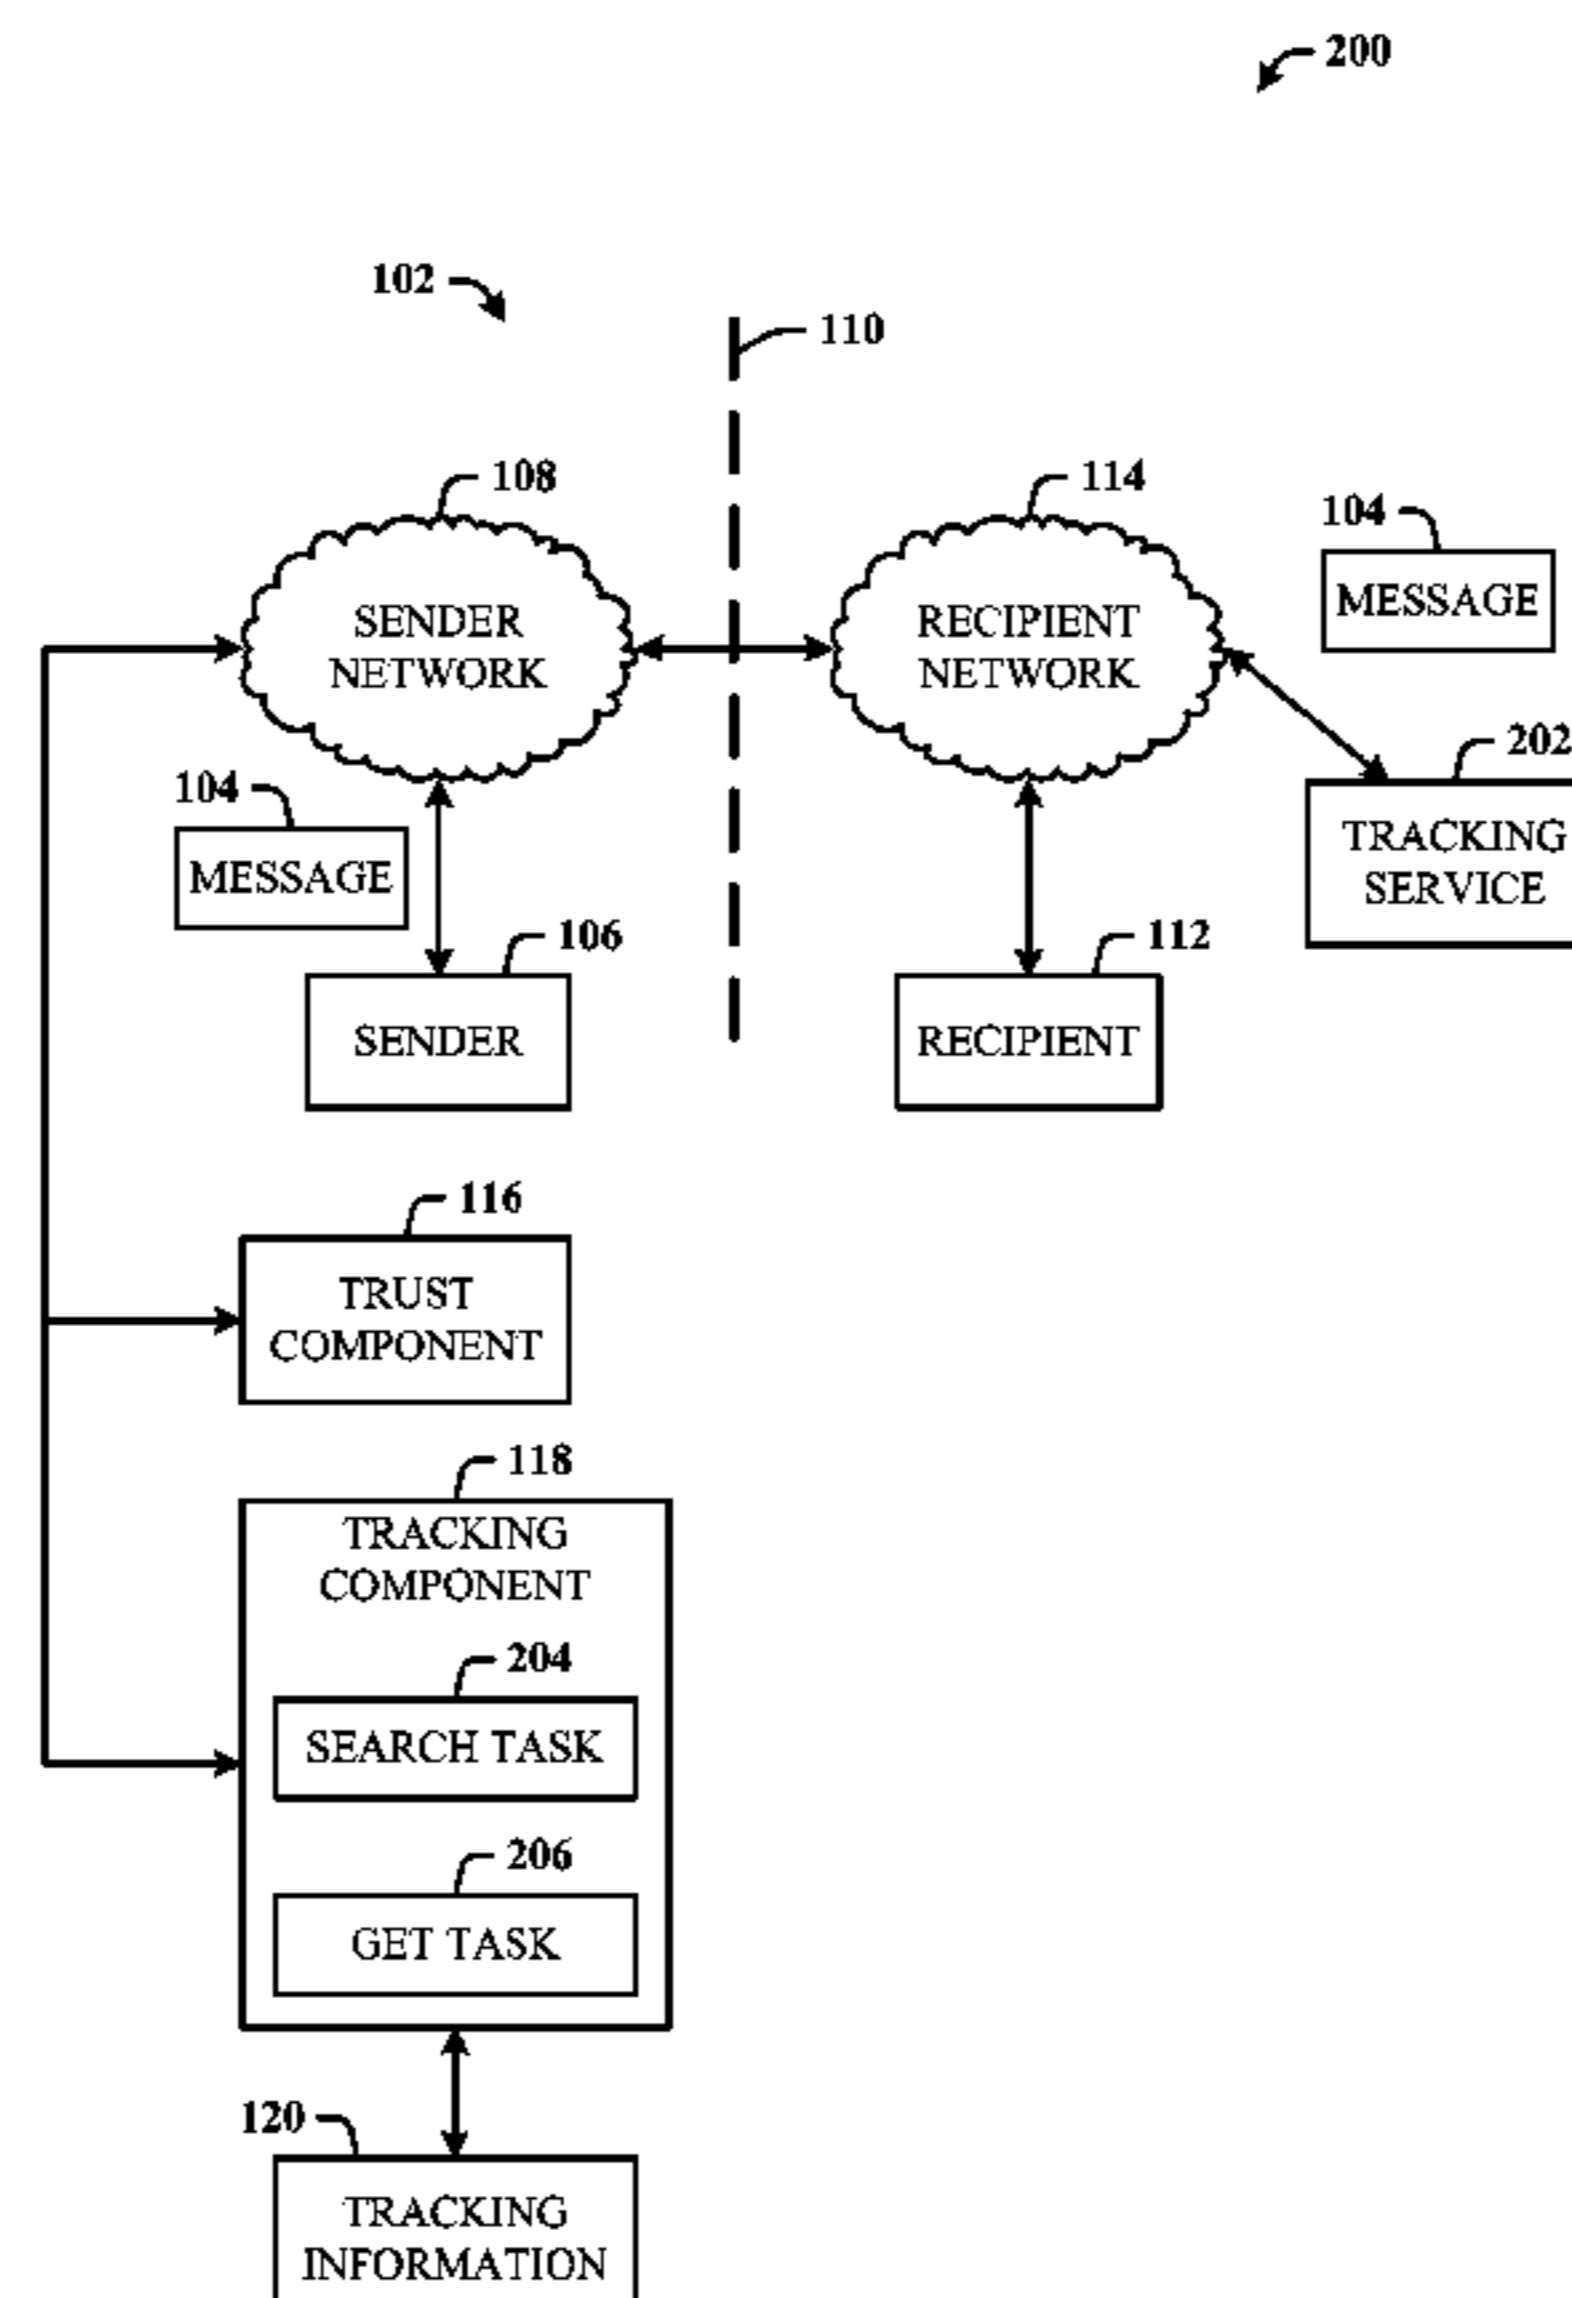 200
102
110
108
114
104
SENDER
NETWORK
RECIPIENT
NETWORK
MESSAGE
202
104
MESSAGE
TRACKING
SERVICE
106
112
SENDER
RECIPIENT
116
TRUST
COMPONENT
118
TRACKING
COMPONENT
204
SEARCH TASK
206
GET TASK
120
TRACKING
INFORMATION